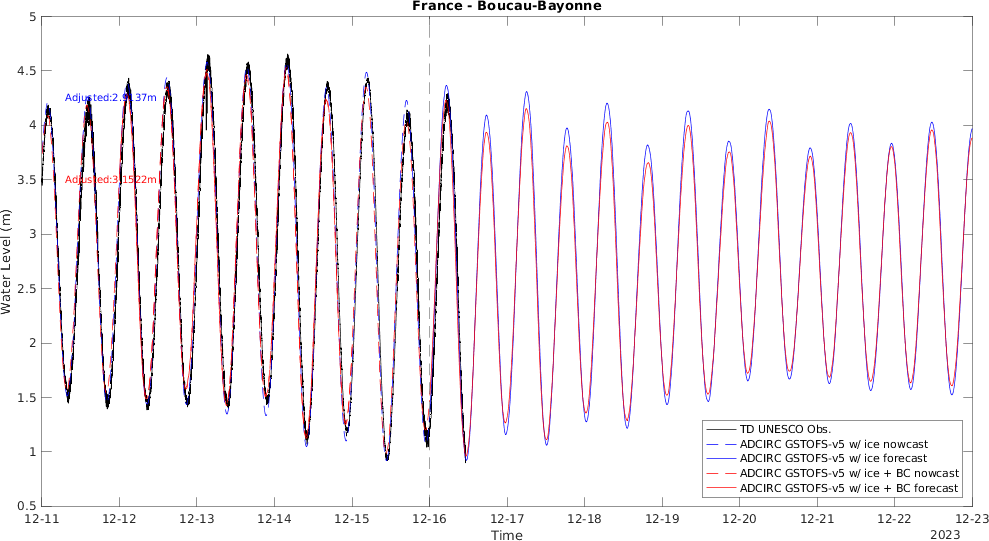 France - Boucau-Bayonne
5
4.5
4
3.5
3
2.5
2
1.5
1
0.5
Water Level (m)
Adjusted:3.1522m
TD UNESCO Obs.
ADCIRC GSTOFS-v5 w/ ice nowcast
ADCIRC GSTOFS-v5 w/ ice forecast
ADCIRC GSTOFS-v5 w/ ice + BC nowcast
ADCIRC GSTOFS-v5 w/ ice + BC forecast
12-11 12-12 12-13 12-14 12-15 12-16 12-17 12-18 12-19 12-20 12-21 12-22 12-23
Time
2023